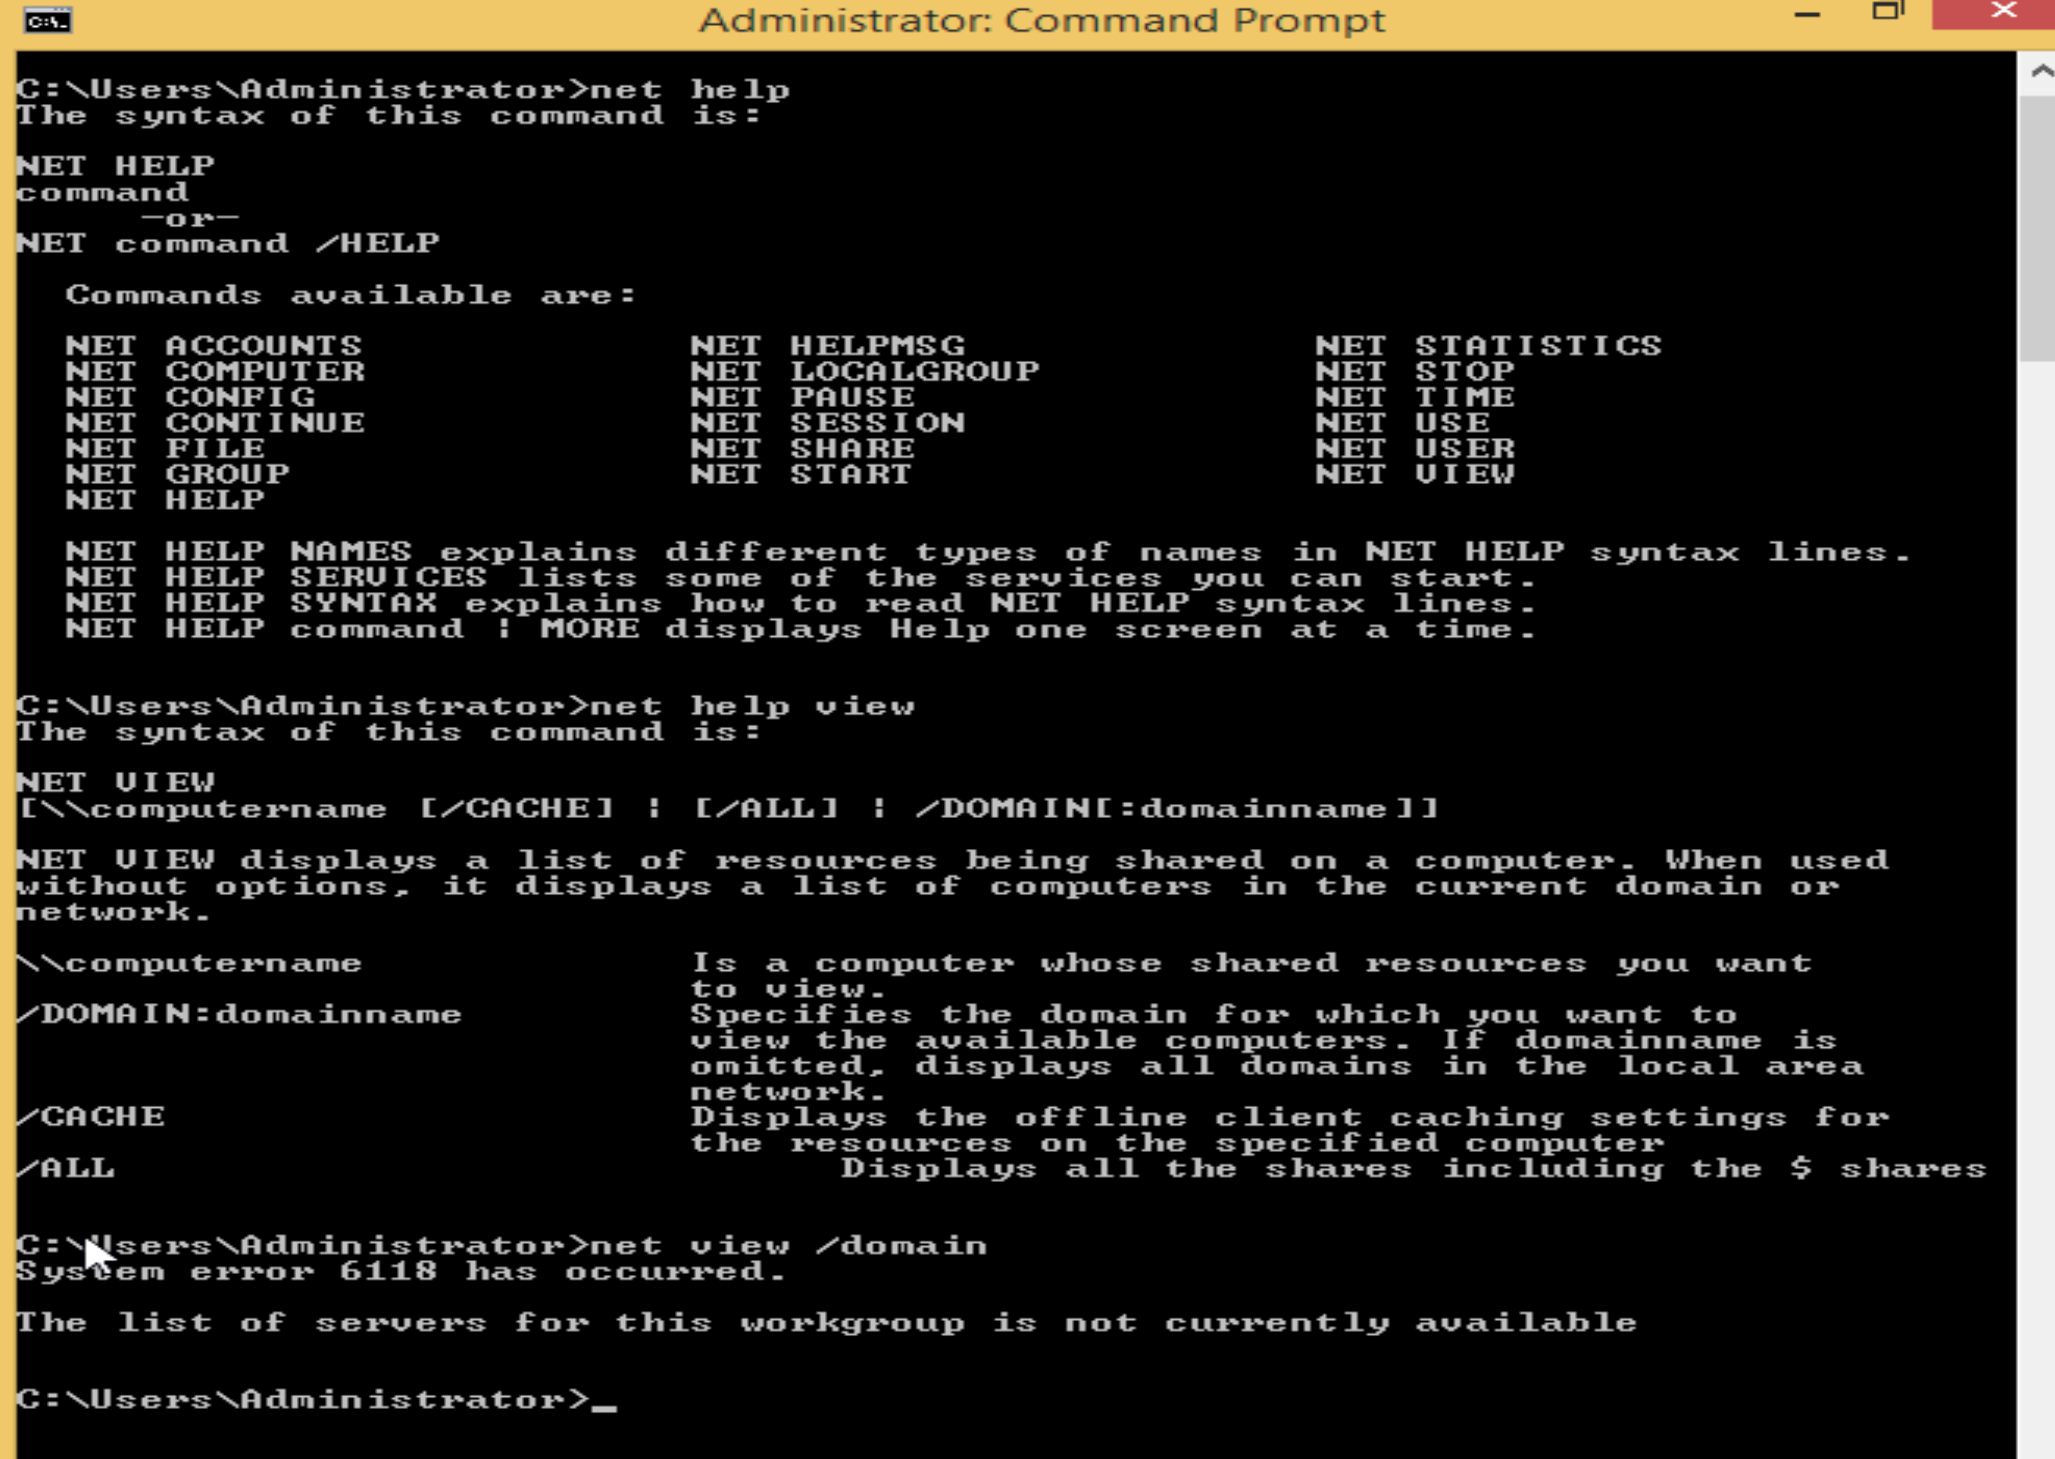 Administrator: Command Prompt
C:\Users\Administrator>net help
The syntax of this command is:
NET HELP
command
-or-
NET command /HELP
Commands available are:
NET ACCOUNTS NET HELPMSG NET STATISTICS
NET COMPUTER NET LOCALGROUP NET STOP
NET CONFIG NET PAUSE NET TIME
NET CONTINUE NET SESSION NET USE
NET FILE NET SHARE NET USER
NET GROUP NET START NET VIEW
NET HELP
NET HELP NAMES explains different types of names in NET HELP syntax lines.
NET HELP SERVICES lists some of the services you can start.
NET HELP SYNTAX explains how to read NET HELP syntax lines.
NET HELP command | MORE displays Help one screen at a time.
C:\Users\Administrator>net help view
The syntax of this command is:
NET VIEW
[\\computername [/CACHE] | [/ALL] | /DOMAIN[:domainname]]
NET VIEW displays a list of resources being shared on a computer. When used
without options, it displays a list of computers in the current domain or
network.
\\computername Is a computer whose shared resources you want
to view.
/DOMAIN:domainname Specifies the domain for which you want to
view the available computers. If domainname is
omitted, displays all domains in the local area
network.
/CACHE Displays the offline client caching settings for
the resources on the specified computer
/ALL Displays all the shares including the $ shares
C:\Users\Administrator>net view /domain
System error 6118 has occurred.
The list of servers for this workgroup is not currently available
C:\Users\Administrator>_